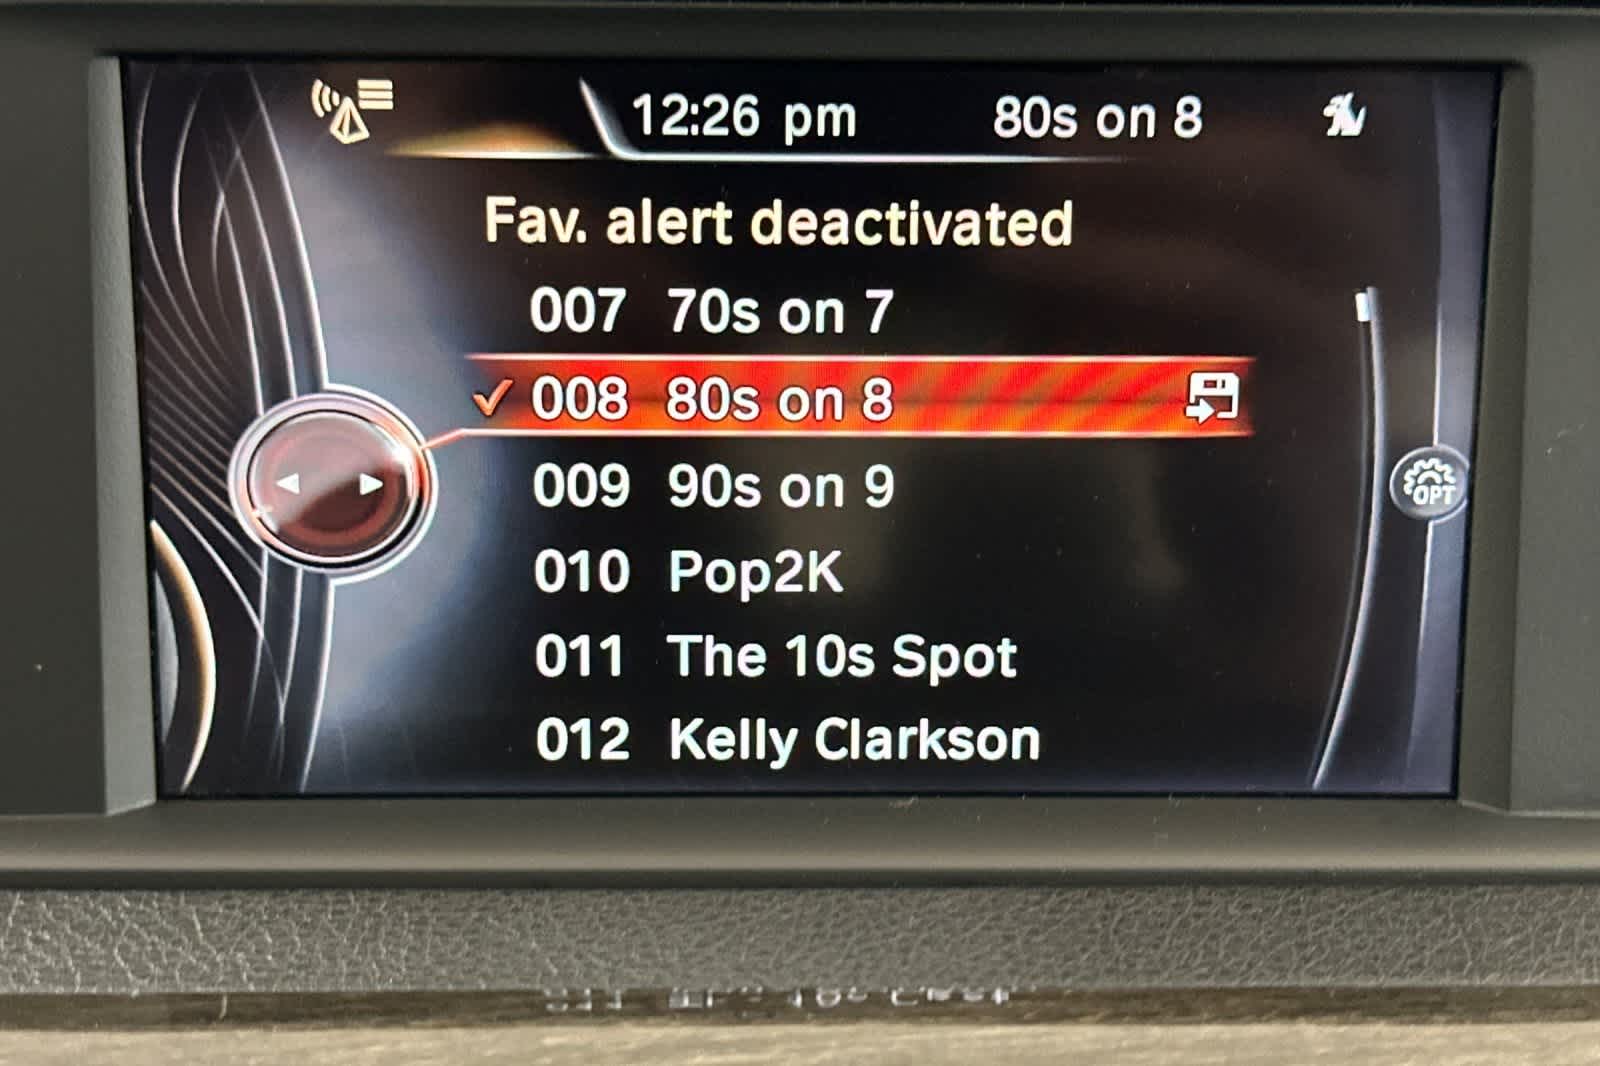 12:26 pm 80s on 8
Fav. alert deactivated
007 70s on 7
008 80s on 8
009 90s on 9
010 Pop2K
011 The 10s Spot
012 Kelly Clarkson
OPT